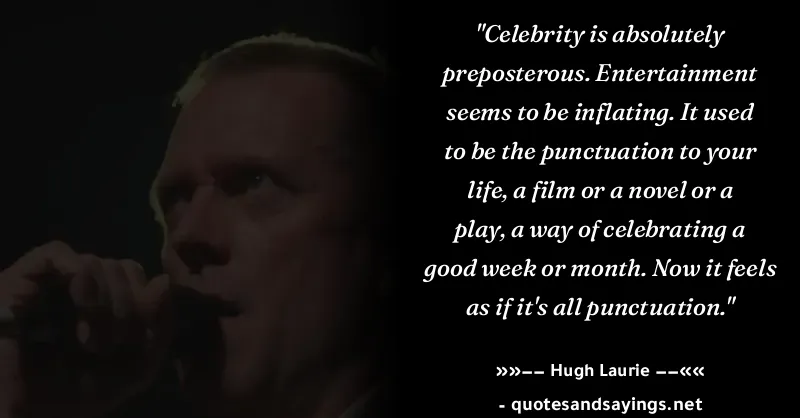 "Celebrity is absolutely
preposterous. Entertainment
seems to be inflating. It used
to be the punctuation to your
life, a film or a novel or a
play, a way of celebrating a
good week or month. Now it feels
as if it's all punctuation."
»»−− Hugh Laurie −−««
- quotesandsayings.net